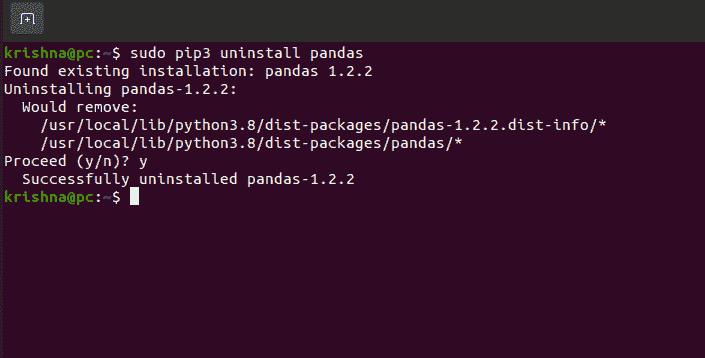 krishna@pc:~$ sudo pip3 uninstall pandas
Found existing installation: pandas 1.2.2
Uninstalling pandas-1.2.2:
  Would remove:
    /usr/local/lib/python3.8/dist-packages/pandas-1.2.2.dist-info/*
    /usr/local/lib/python3.8/dist-packages/pandas/*
Proceed (y/n)? y
  Successfully uninstalled pandas-1.2.2
krishna@pc:~$